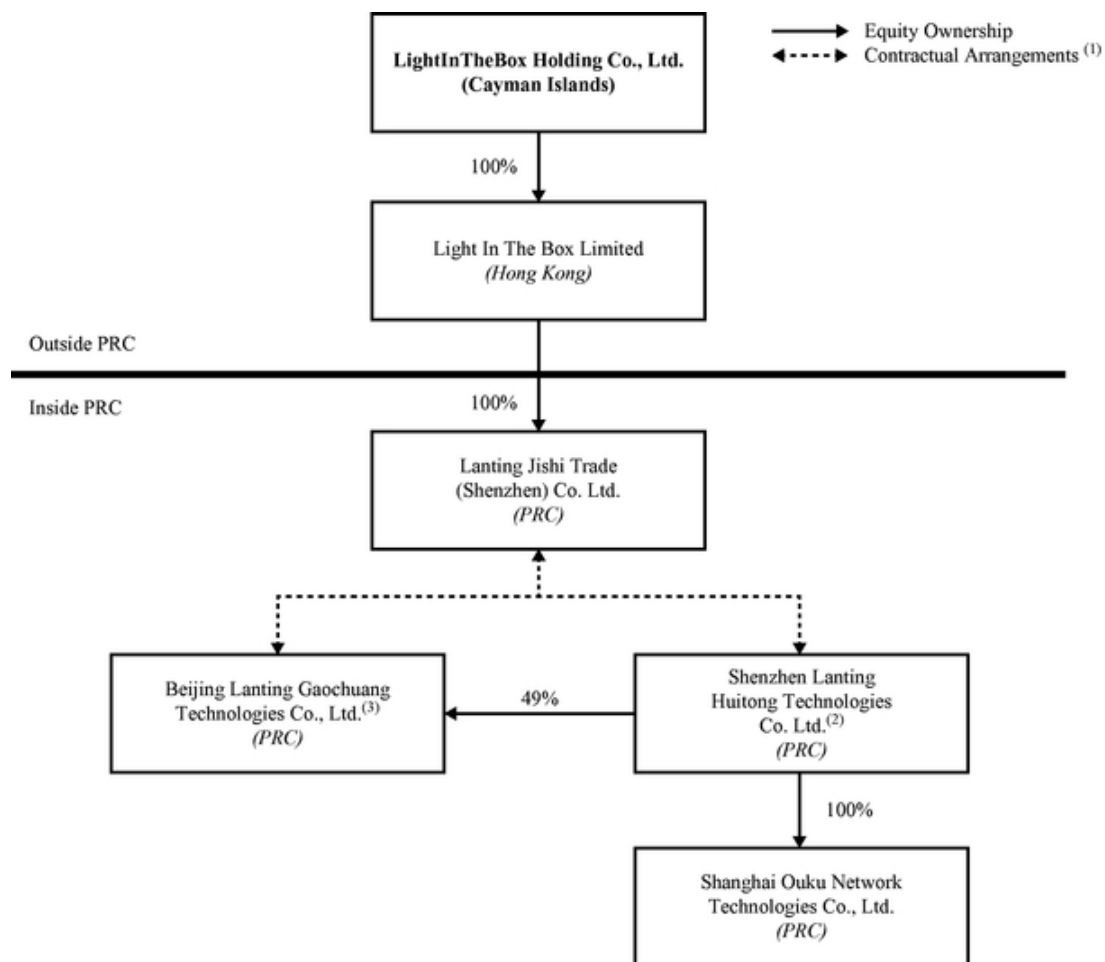 Equity Ownership
Contractual Arrangements (1)
LightInTheBox Holding Co., Ltd.
(Cayman Islands)
100%
Light In The Box Limited
(Hong Kong)
Outside PRC
Inside PRC
100%
Lanting Jishi Trade
(Shenzhen) Co. Ltd.
(PRC)
Beijing Lanting Gaochuang
Technologies Co., Ltd.(3)
(PRC)
49%
Shenzhen Lanting
Huitong Technologies
Co. Ltd.(2)
(PRC)
100%
Shanghai Ouku Network
Technologies Co., Ltd.
(PRC)